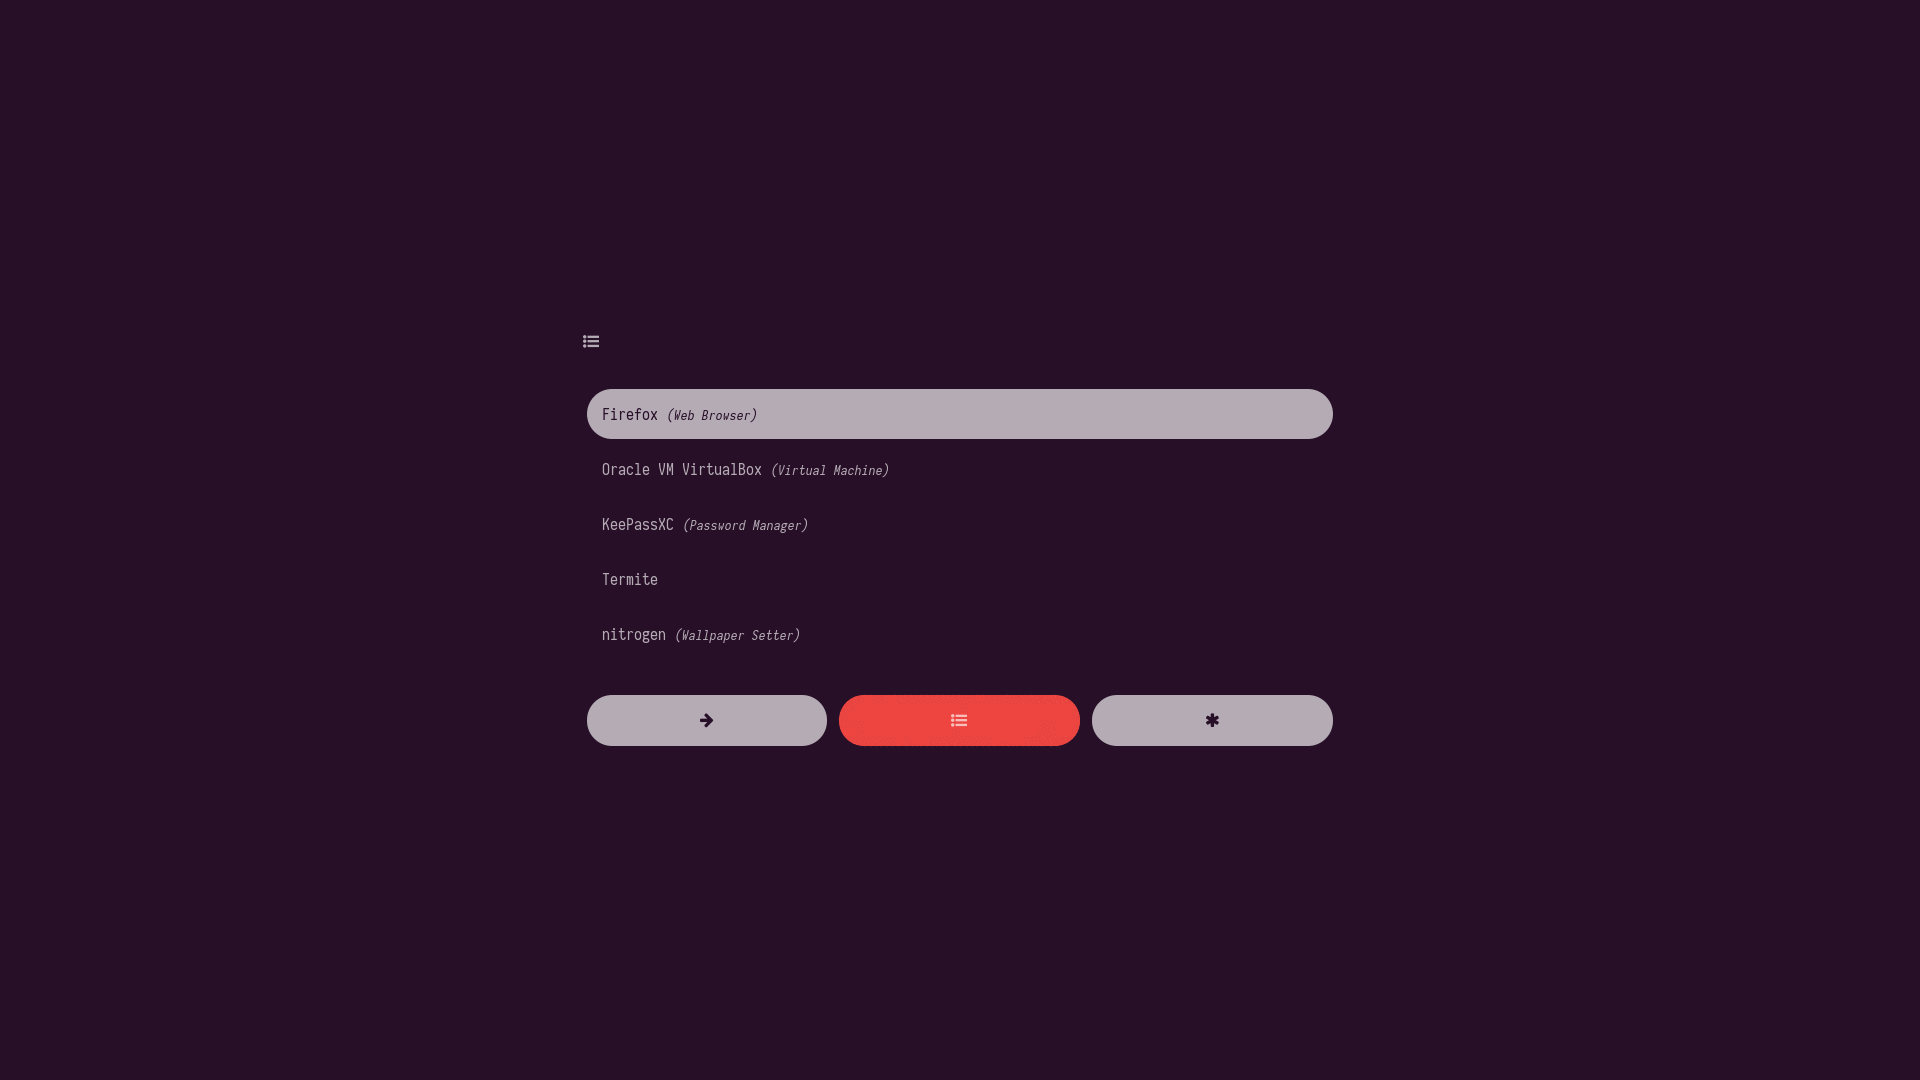 Firefox (Web Browser)
Oracle VM VirtualBox (Virtual Machine)
KeePassXC (Password Manager)
Termite
nitrogen (Wallpaper Setter)